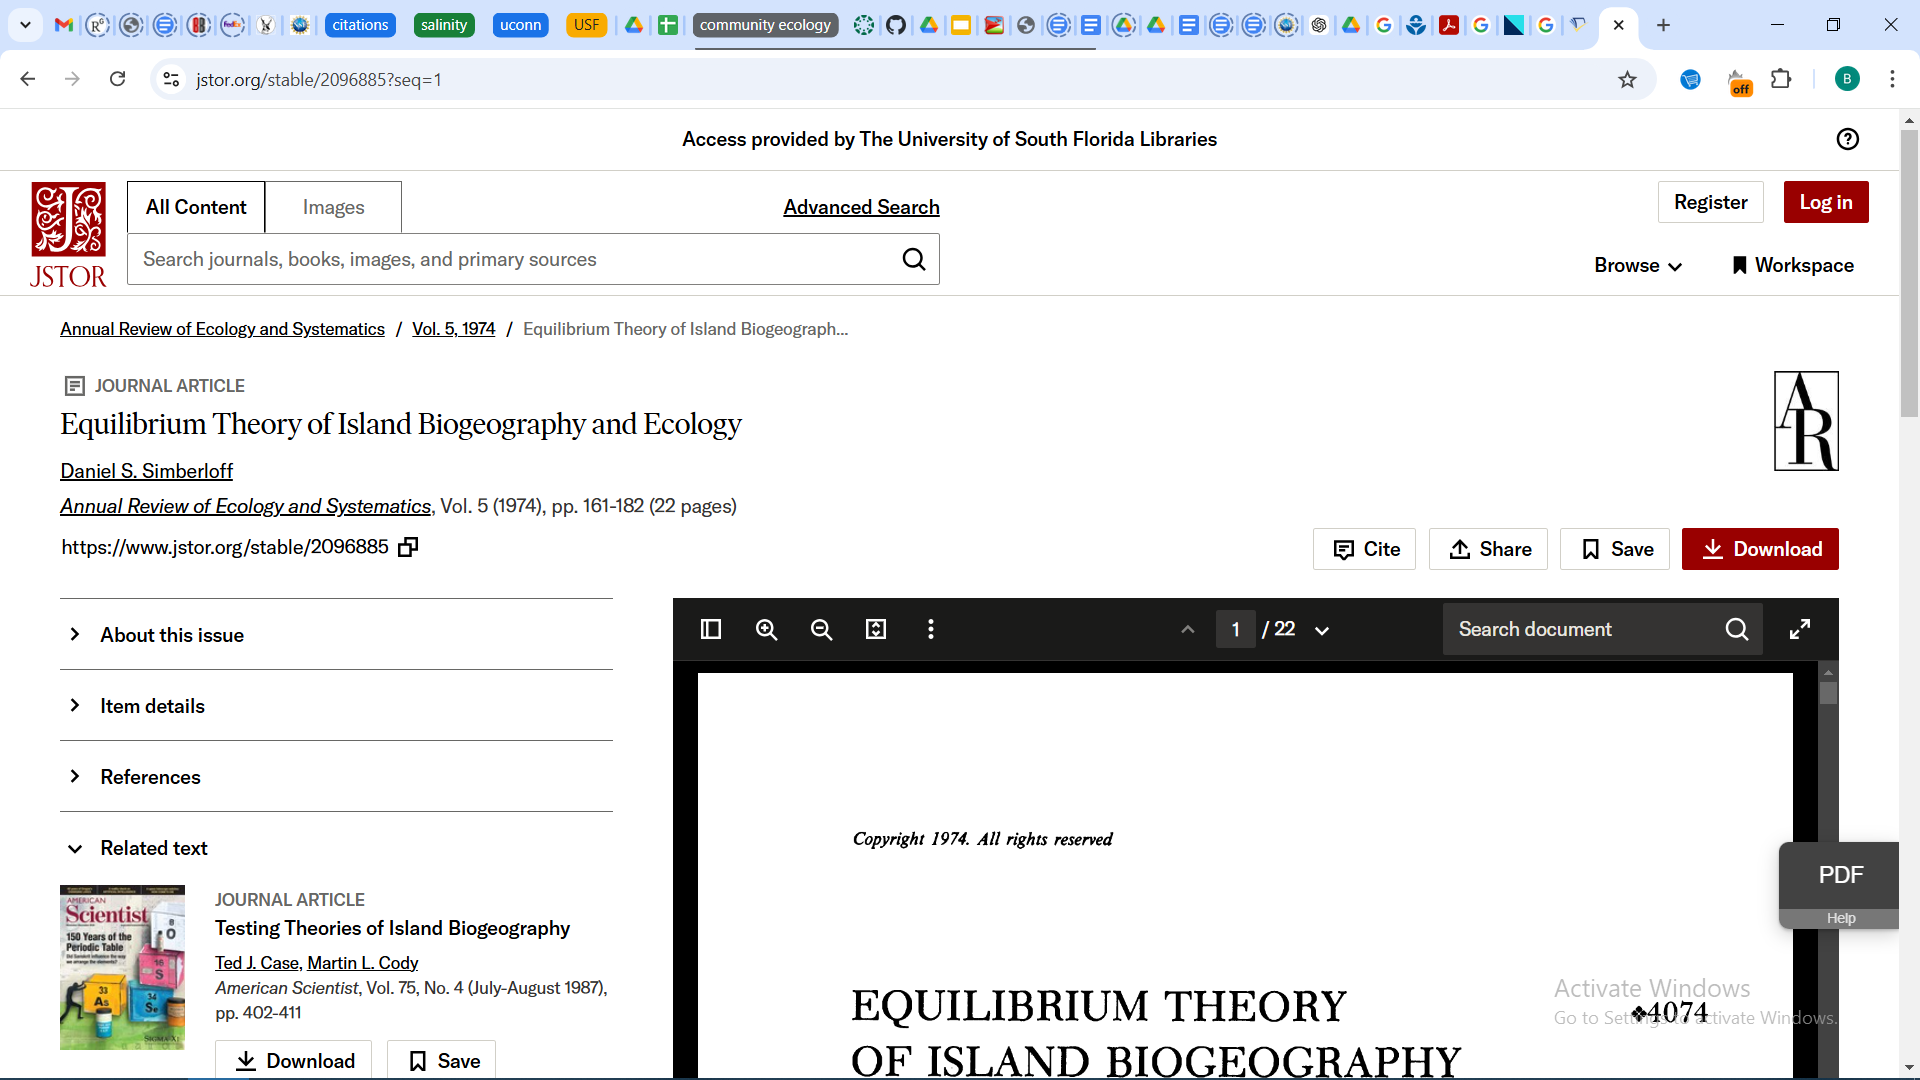 citations
salinity
uconn
USF
community ecology
jstor.org/stable/2096885?seq=1
off
B
Access provided by The University of South Florida Libraries
JSTOR
All Content
Images
Advanced Search
Register
Log in
Search journals, books, images, and primary sources
Browse
Workspace
Annual Review of Ecology and Systematics / Vol. 5, 1974 / Equilibrium Theory of Island Biogeograph...
JOURNAL ARTICLE
Equilibrium Theory of Island Biogeography and Ecology
AR
Daniel S. Simberloff
Annual Review of Ecology and Systematics, Vol. 5 (1974), pp. 161-182 (22 pages)
https://www.jstor.org/stable/2096885
Cite
Share
Save
Download
About this issue
Item details
References
Related text
1 / 22
Search document
Copyright 1974. All rights reserved
PDF
Help
AMERICAN
Scientist
150 Years of the
Periodic Table
JOURNAL ARTICLE
Testing Theories of Island Biogeography
Ted J. Case, Martin L. Cody
American Scientist, Vol. 75, No. 4 (July-August 1987),
pp. 402-411
Download
Save
EQUILIBRIUM THEORY
❖4074
OF ISLAND BIOGEOGRAPHY
Activate Windows
Go to Settings to activate Windows.